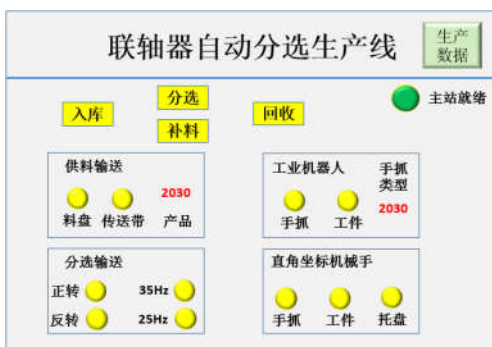 联轴器自动分选生产线
生产
数据
主站就绪
入库
分选
补料
回收
供料输送
2030
料盘 传送带 产品
工业机器人
手抓
类型
2030
手抓 工件
分选输送
正转 35Hz
反转 25Hz
直角坐标机械手
手抓 工件 托盘